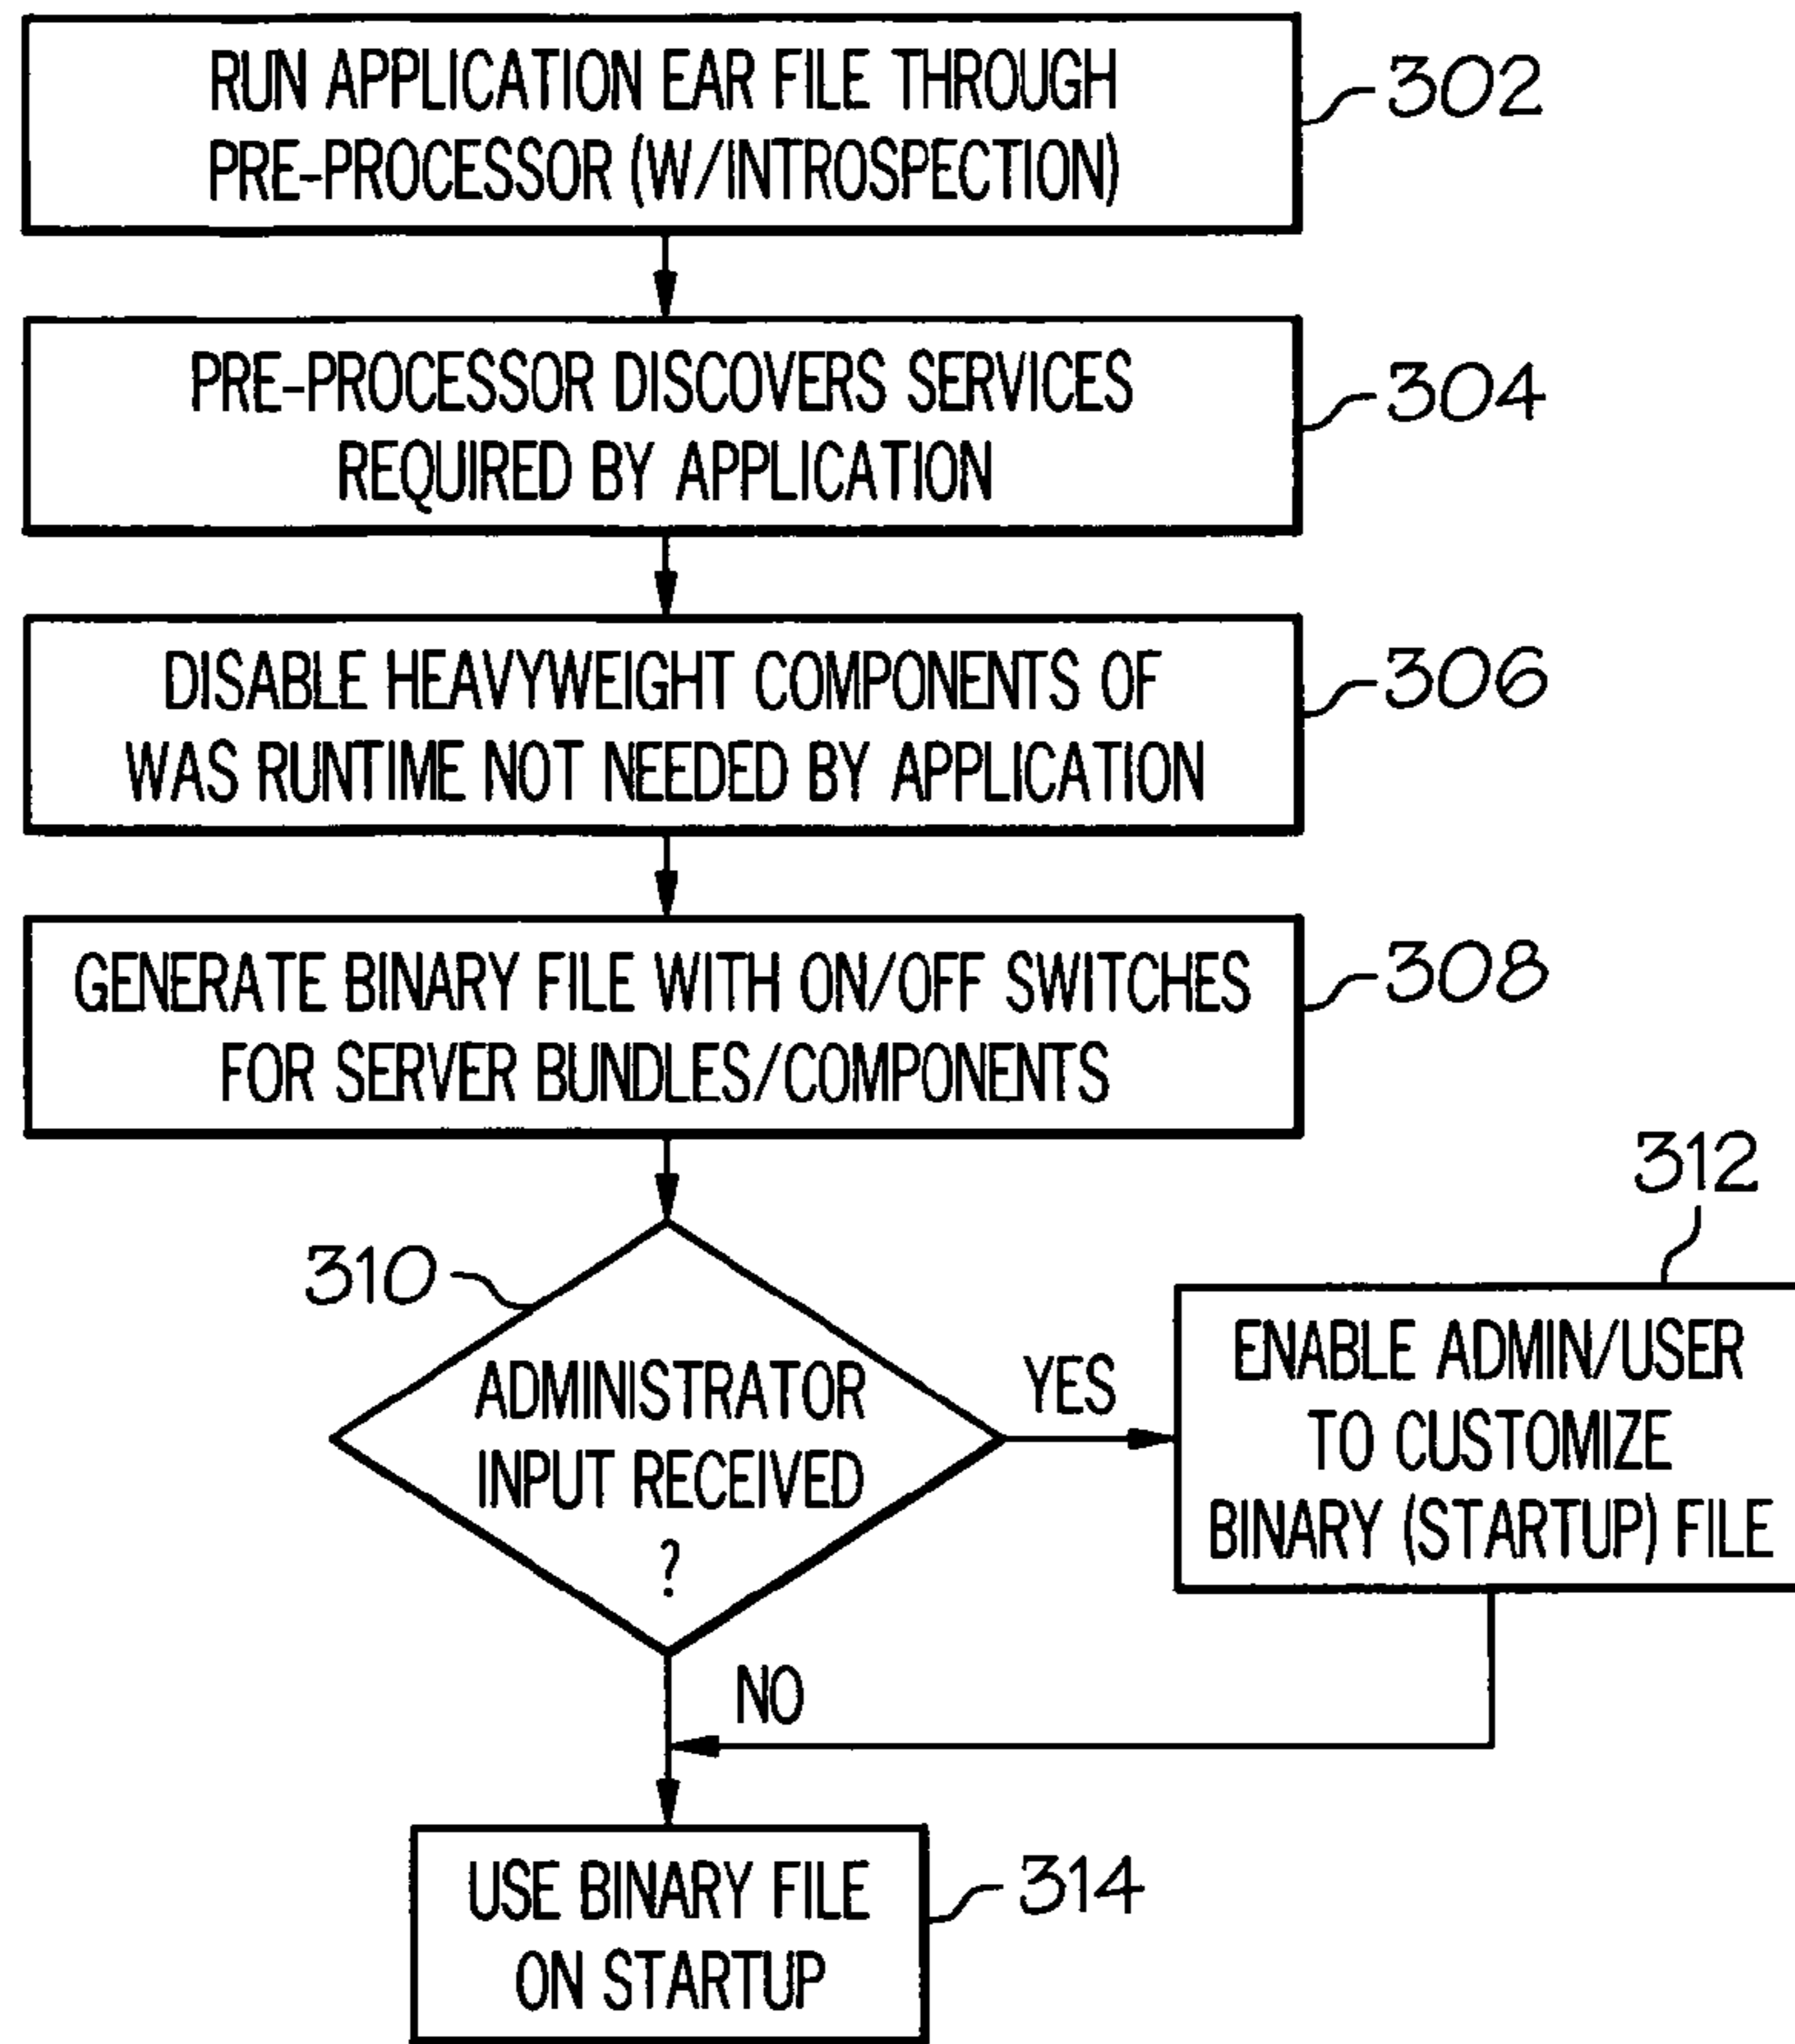 RUN APPLICATION EAR FILE THROUGH
PRE-PROCESSOR (W/INTROSPECTION)
302
PRE-PROCESSOR DISCOVERS SERVICES
REQUIRED BY APPLICATION
304
DISABLE HEAVYWEIGHT COMPONENTS OF
WAS RUNTIME NOT NEEDED BY APPLICATION
306
GENERATE BINARY FILE WITH ON/OFF SWITCHES
FOR SERVER BUNDLES/COMPONENTS
308
310
ADMINISTRATOR
INPUT RECEIVED
?
YES
312
ENABLE ADMIN/USER
TO CUSTOMIZE
BINARY (STARTUP) FILE
NO
USE BINARY FILE
ON STARTUP
314